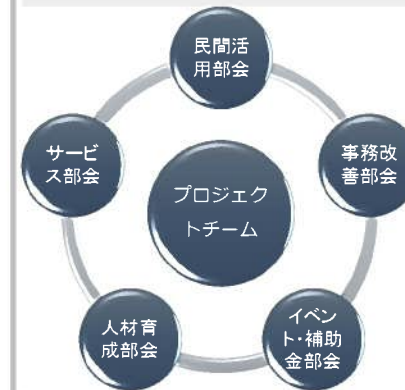 民間活
用部会
サービ
ス部会
事務改
善部会
プロジェク
トチーム
人材育
成部会
イベン
ト・補助
金部会